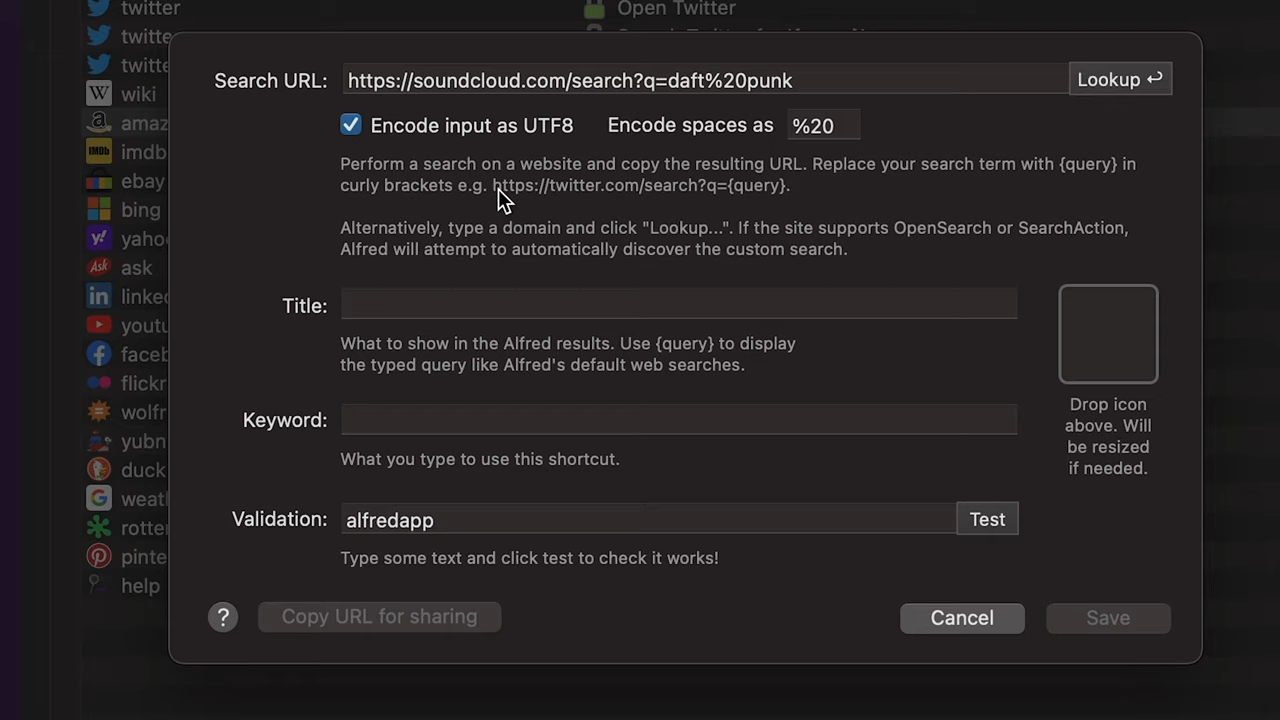 twitter
Open Twitter
twitte
twitte
wiki
amaz
imdb
ebay
bing
yahoo
ask
linked
youtu
faceb
flickr
wolfr
yubn
duck
weath
rotter
pinte
help
Search URL: https://soundcloud.com/search?q=daft%20punk Lookup ↩
Encode input as UTF8 Encode spaces as %20
Perform a search on a website and copy the resulting URL. Replace your search term with {query} in
curly brackets e.g. https://twitter.com/search?q={query}.
Alternatively, type a domain and click "Lookup...". If the site supports OpenSearch or SearchAction,
Alfred will attempt to automatically discover the custom search.
Title:
What to show in the Alfred results. Use {query} to display
the typed query like Alfred's default web searches.
Drop icon
above. Will
be resized
if needed.
Keyword:
What you type to use this shortcut.
Validation: alfredapp Test
Type some text and click test to check it works!
? Copy URL for sharing Cancel Save